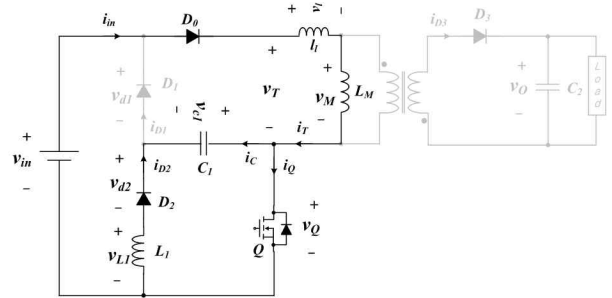 + v_l −
i_in
D_0
l_l
i_D3
D_3
+
v_d1
−
D_1
i_D1
+
v_T
−
+
v_M
−
L_M
+
v_O
−
C_2
Load
− v_c1 +
i_T
+
v_in
−
i_D2
C_1
i_C
i_Q
+
v_d2
−
D_2
+
v_L1
−
L_1
Q
+
v_Q
−